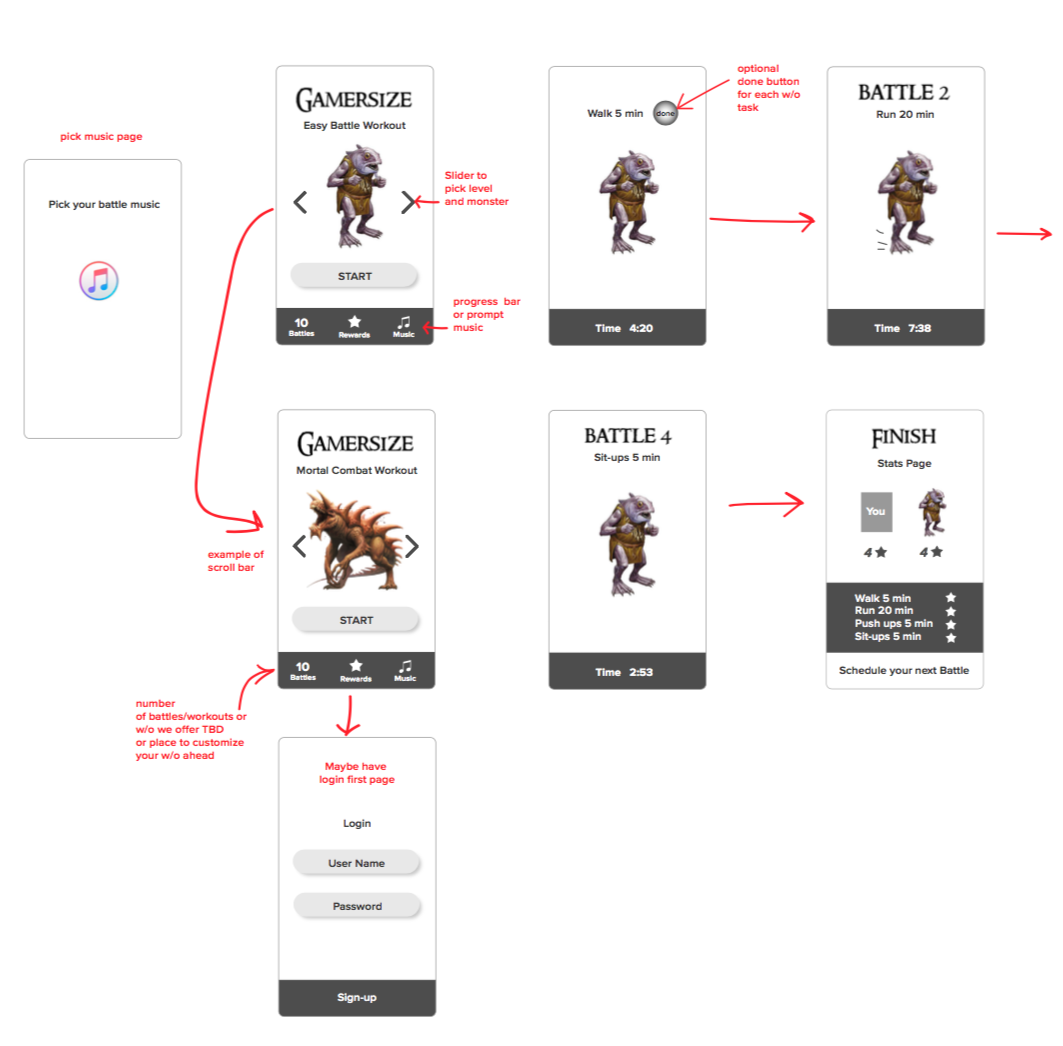 pick music page
Pick your battle music
GAMERSIZE
Easy Battle Workout
START
10
Battles
Rewards
Music
Slider to
pick level
and monster
progress bar
or prompt
music
Walk 5 min
done
Time 4:20
optional
done button
for each w/o
task
BATTLE 2
Run 20 min
Time 7:38
GAMERSIZE
Mortal Combat Workout
START
10
Battles
Rewards
Music
example of
scroll bar
number
of battles/workouts or
w/o we offer TBD
or place to customize
your w/o ahead
BATTLE 4
Sit-ups 5 min
Time 2:53
FINISH
Stats Page
You
4
4
Walk 5 min
Run 20 min
Push ups 5 min
Sit-ups 5 min
Schedule your next Battle
Maybe have
login first page
Login
User Name
Password
Sign-up